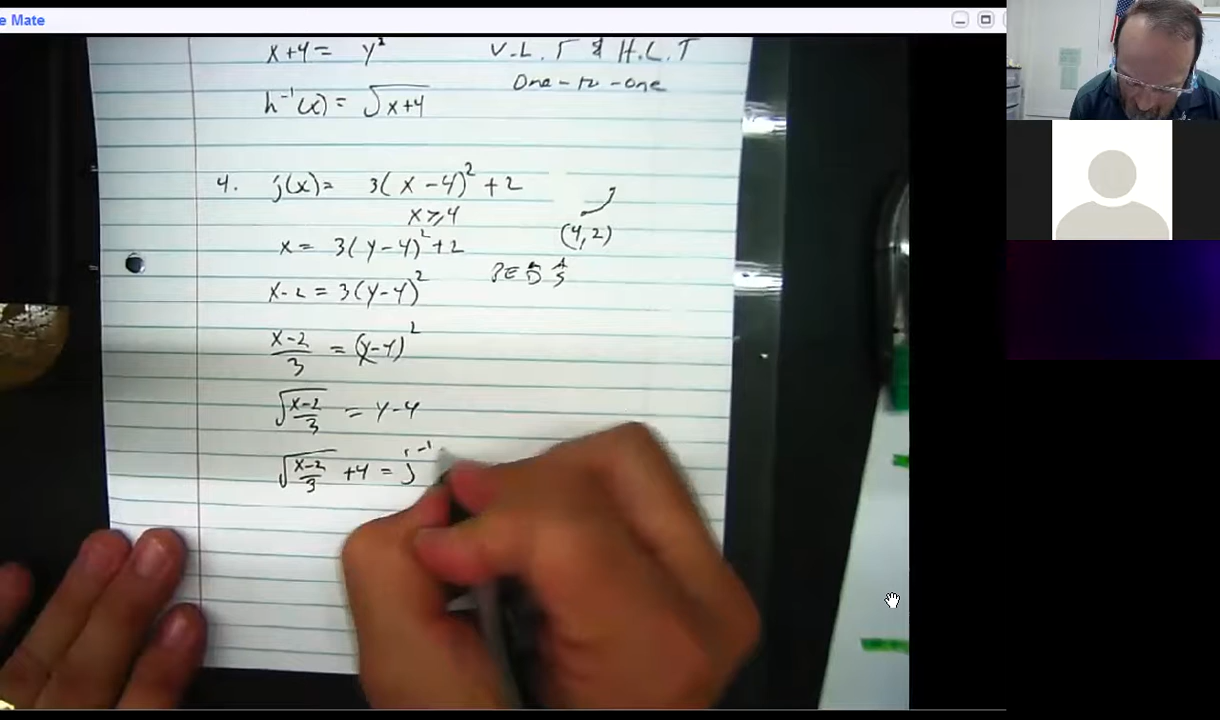 e Mate
x+4 = y²
V.L.T & H.L.T
One-to-one
h⁻¹(x) = √x+4
4. j(x) = 3(x-4)² + 2
x ≥ 4
(4,2)
x = 3(y-4)² + 2
x-2 = 3(y-4)²
x-2/3 = (y-4)²
√x-2/3 = y-4
√x-2/3 + 4 = j⁻¹